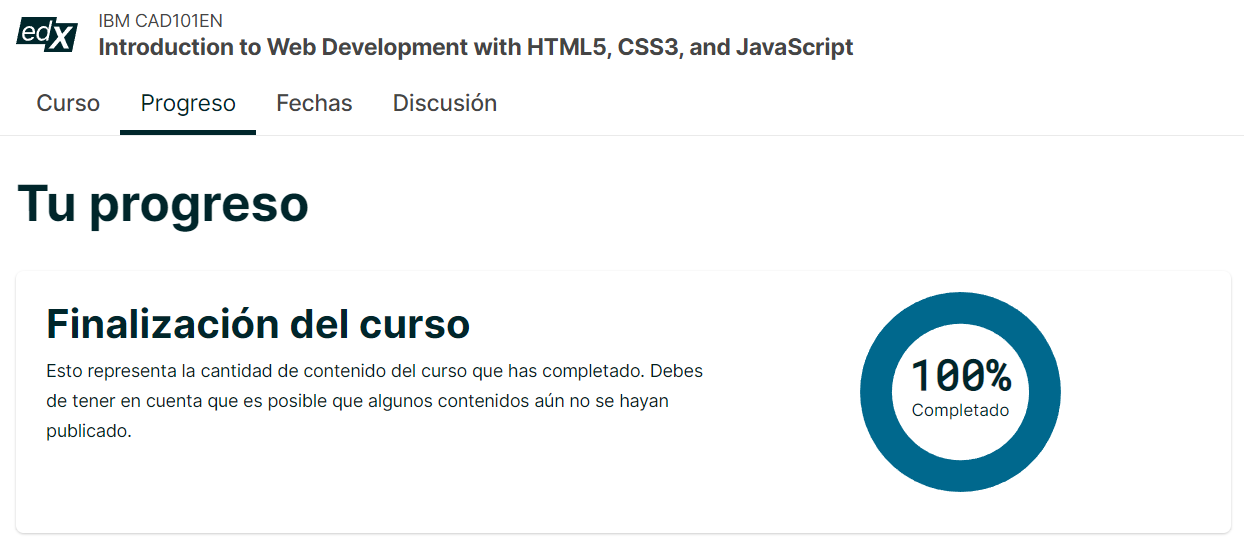 edX
IBM CAD101EN
Introduction to Web Development with HTML5, CSS3, and JavaScript
Curso
Progreso
Fechas
Discusión
Tu progreso
Finalización del curso
Esto representa la cantidad de contenido del curso que has completado. Debes
de tener en cuenta que es posible que algunos contenidos aún no se hayan
publicado.
100%
Completado